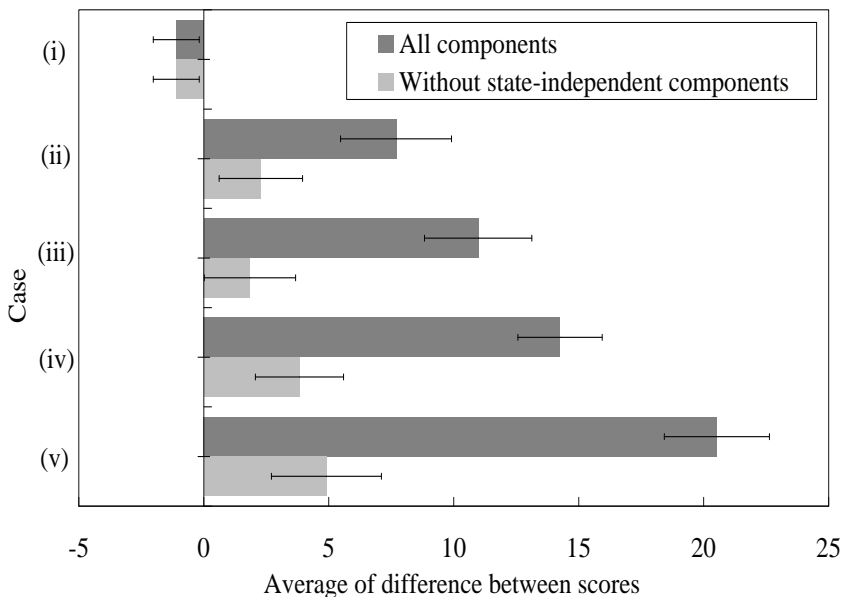 (i)
All components
Without state-independent components
(ii)
(iii)
Case
(iv)
(v)
-5 0 5 10 15 20 25
Average of difference between scores